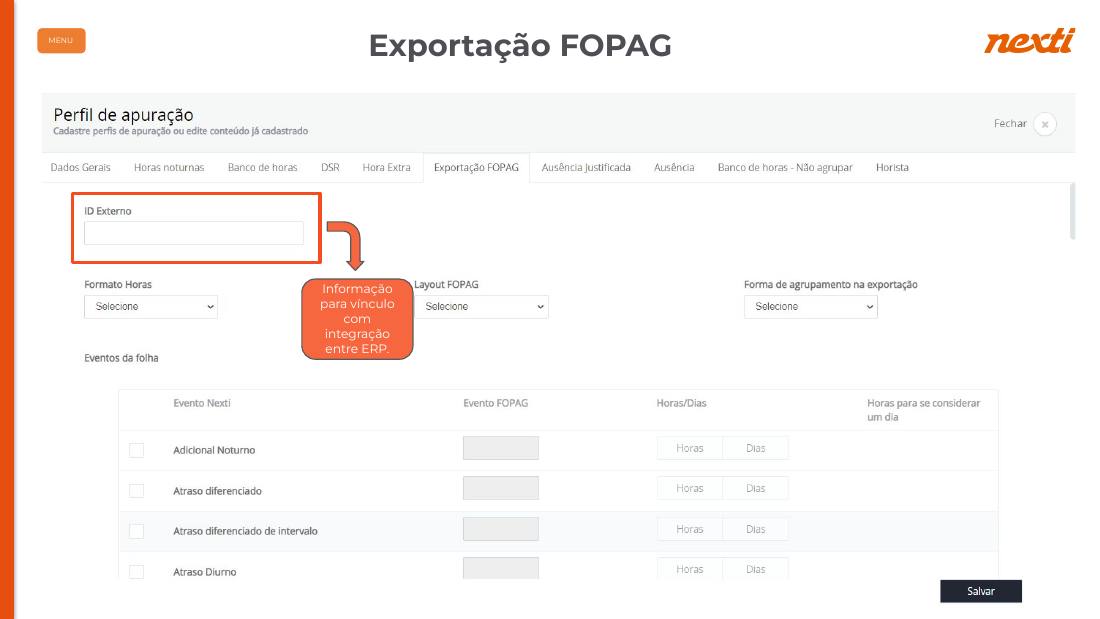 MENU
Exportação FOPAG
nexti
Perfil de apuração
Cadastre perfis de apuração ou edite conteúdo já cadastrado
Fechar
Dados Gerais Horas noturnas Banco de horas DSR Hora Extra Exportação FOPAG Ausência Justificada Ausência Banco de horas - Não agrupar Horista
ID Externo
Informação
para vínculo
com
integração
entre ERP.
Formato Horas Layout FOPAG Forma de agrupamento na exportação
Selecione Selecione Selecione
Eventos da folha
Evento Nexti Evento FOPAG Horas/Dias Horas para se considerar
um dia
Adicional Noturno Horas Dias
Atraso diferenciado Horas Dias
Atraso diferenciado de intervalo Horas Dias
Atraso Diurno Horas Dias
Salvar